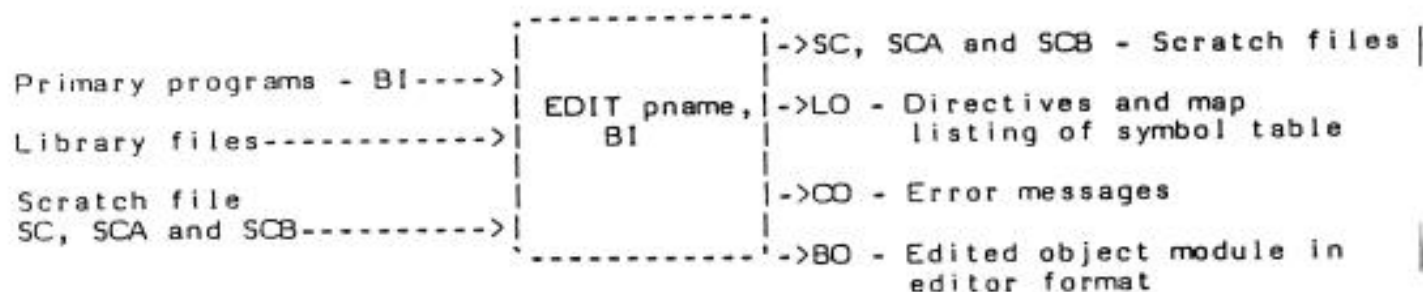 ->SC, SCA and SCB - Scratch files
Primary programs - BI---->
EDIT pname,
BI
->LO - Directives and map
listing of symbol table
Library files------------>
Scratch file
SC, SCA and SCB---------->
->CO - Error messages
->BO - Edited object module in
editor format